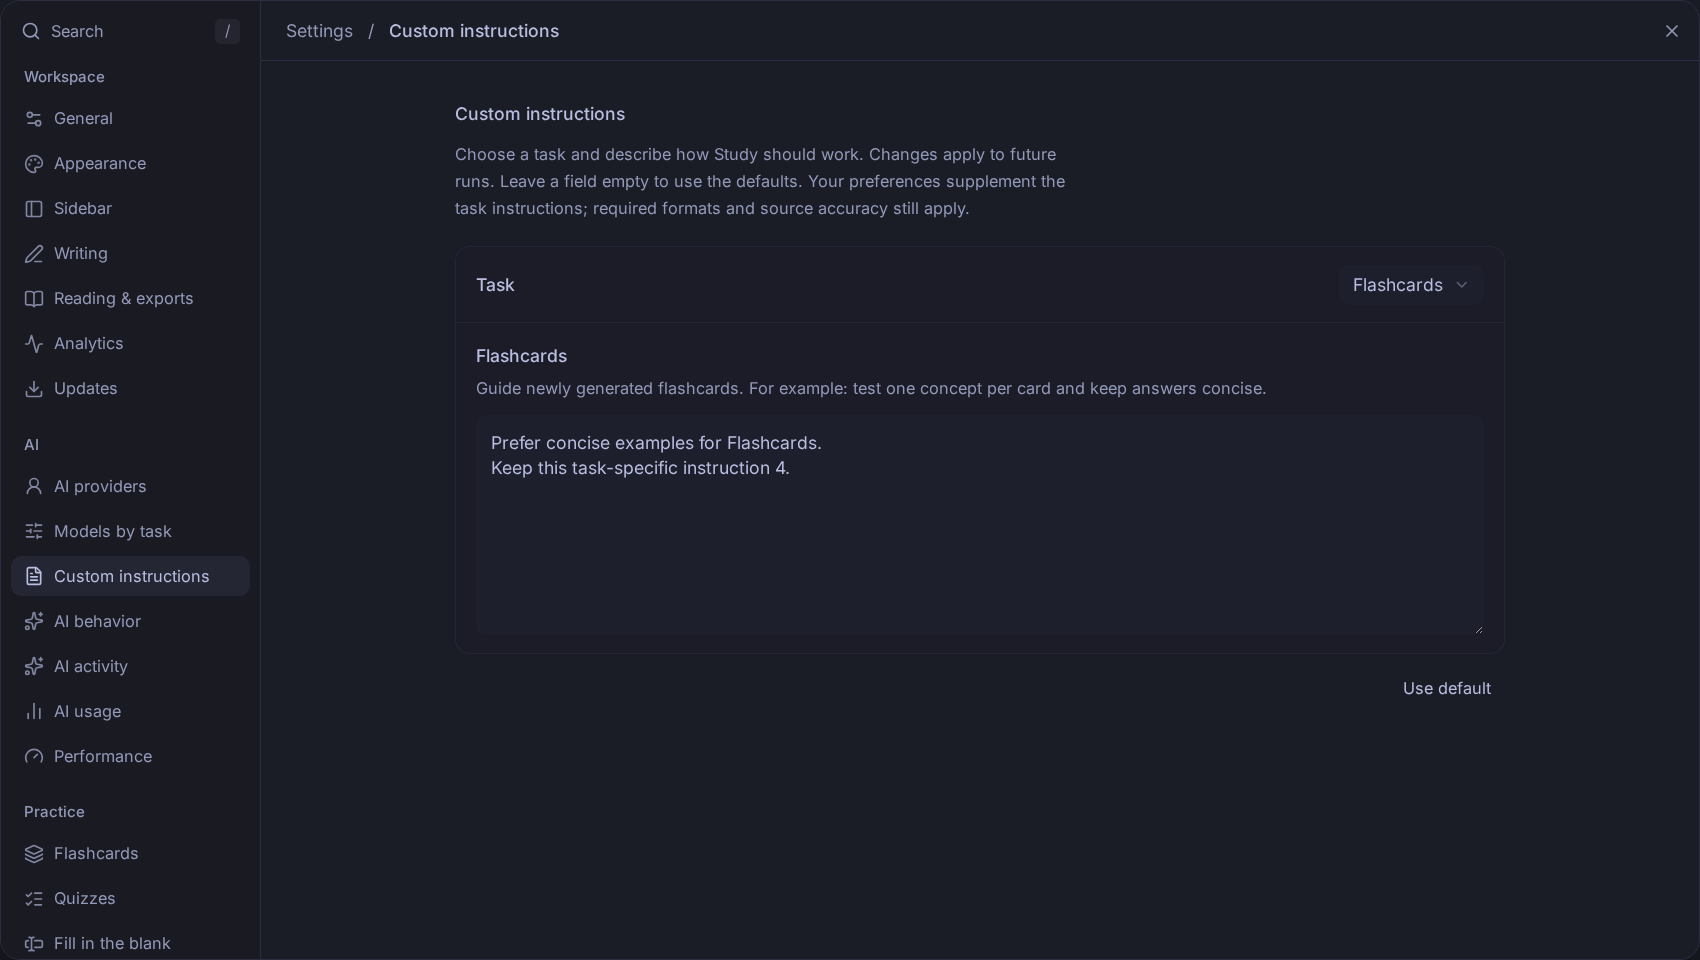 Search
/
Workspace
General
Appearance
Sidebar
Writing
Reading & exports
Analytics
Updates
AI
AI providers
Models by task
Custom instructions
AI behavior
AI activity
AI usage
Performance
Practice
Flashcards
Quizzes
Fill in the blank
Settings / Custom instructions
Custom instructions
Choose a task and describe how Study should work. Changes apply to future
runs. Leave a field empty to use the defaults. Your preferences supplement the
task instructions; required formats and source accuracy still apply.
Task
Flashcards
Flashcards
Guide newly generated flashcards. For example: test one concept per card and keep answers concise.
Prefer concise examples for Flashcards.
Keep this task-specific instruction 4.
Use default